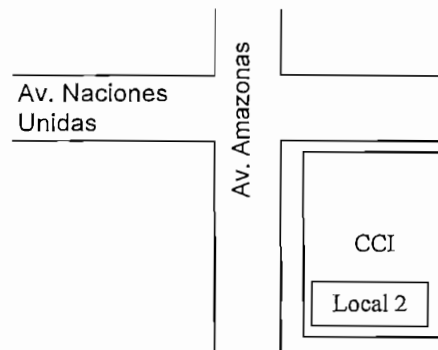 Av. Naciones
Unidas
Av. Amazonas
CCI
Local 2